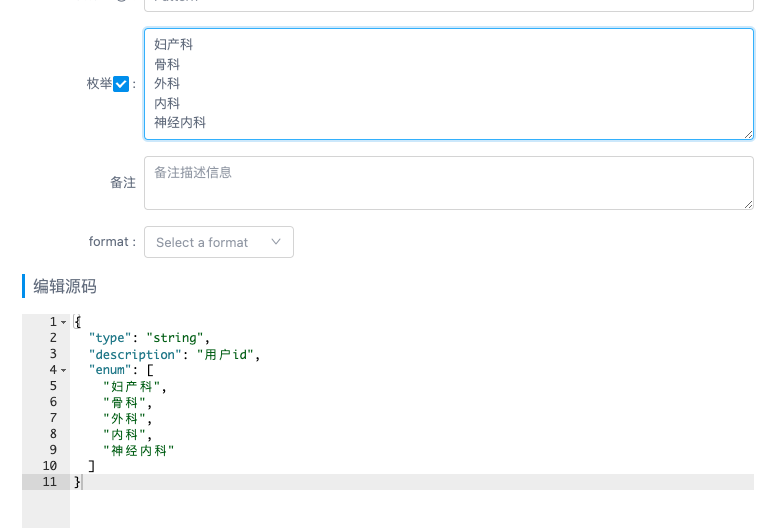 妇产科
骨科
外科
内科
神经内科
枚举 :
备注
备注描述信息
format :
Select a format
编辑源码
1 {
2 "type": "string",
3 "description": "用户id",
4 "enum": [
5 "妇产科",
6 "骨科",
7 "外科",
8 "内科",
9 "神经内科"
10 ]
11 }